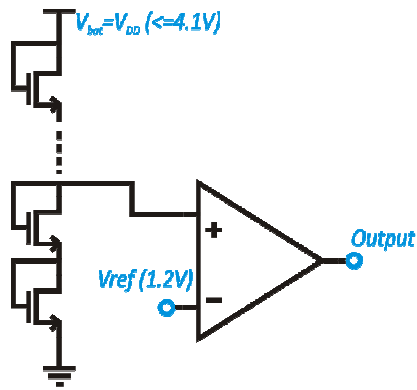 Vbat=VDD (<=4.1V)
+
Output
Vref (1.2V)
-